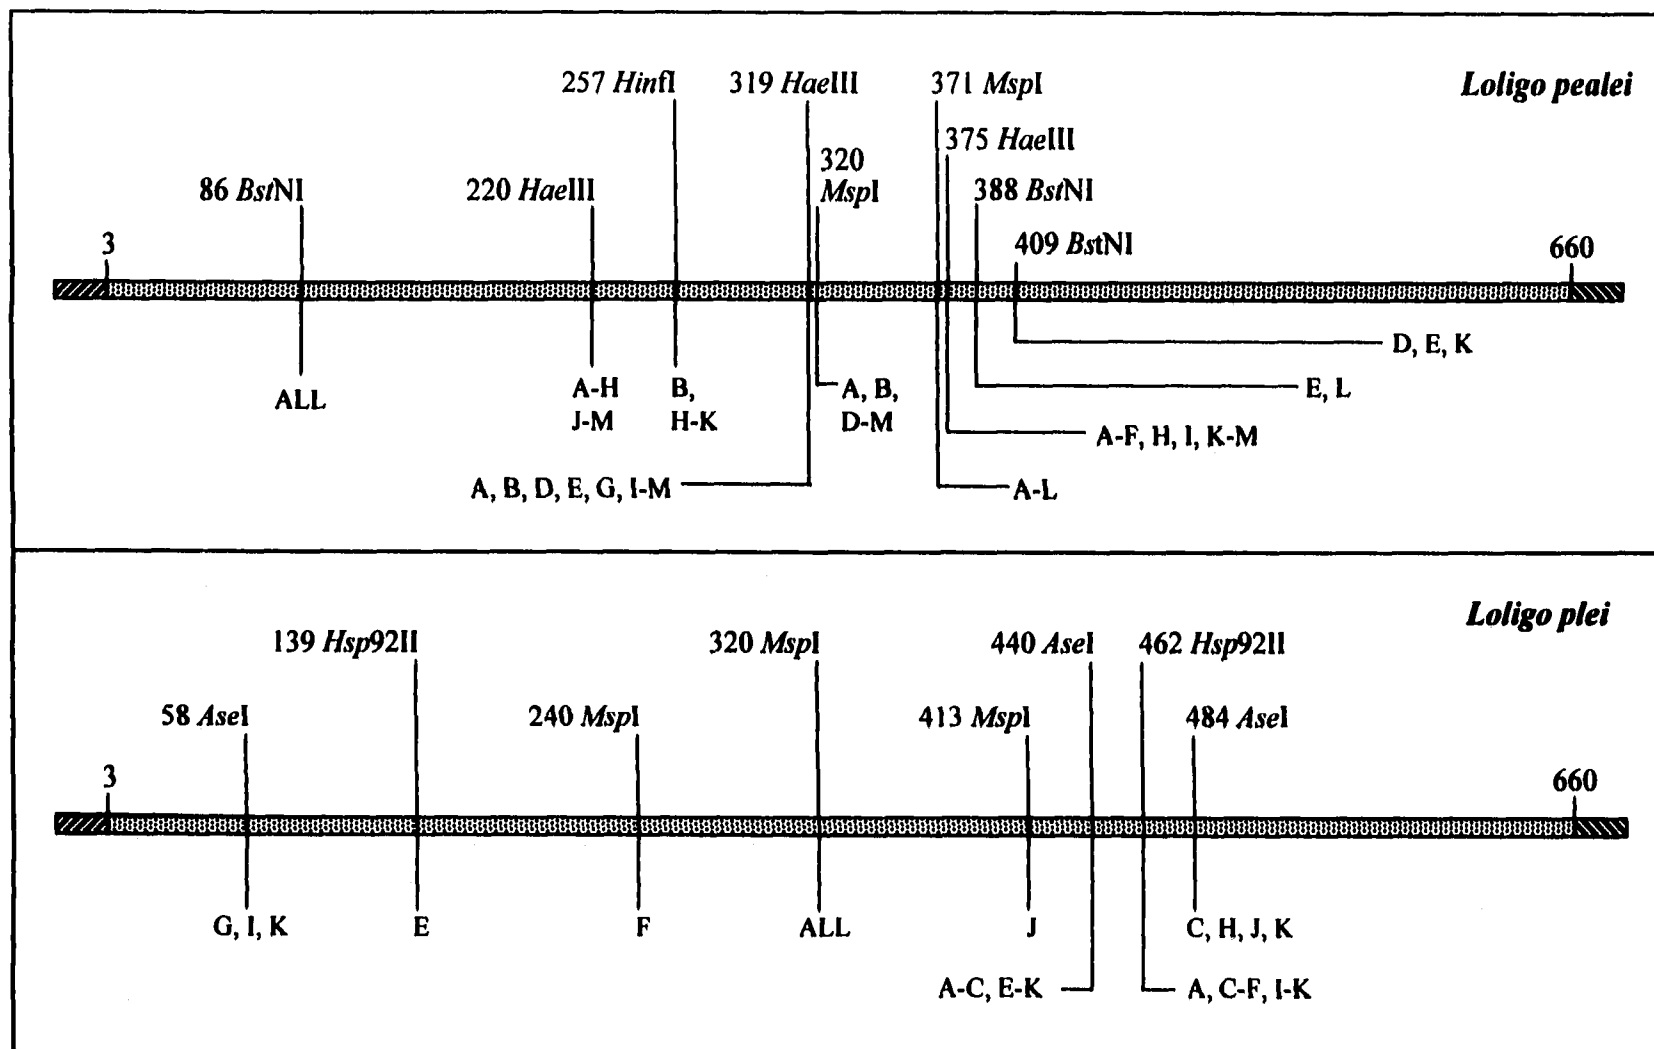 257 HinfI 319 HaeIII 371 MspI Loligo pealei
375 HaeIII
320
MspI
86 BstNI 220 HaeIII 388 BstNI
409 BstNI
3 660
D, E, K
ALL
A-H
J-M
B,
H-K
A, B,
D-M
E, L
A-F, H, I, K-M
A, B, D, E, G, I-M
A-L
Loligo plei
139 Hsp92II 320 MspI 440 AseI 462 Hsp92II
58 AseI 240 MspI 413 MspI 484 AseI
3 660
G, I, K E F ALL J C, H, J, K
A-C, E-K A, C-F, I-K